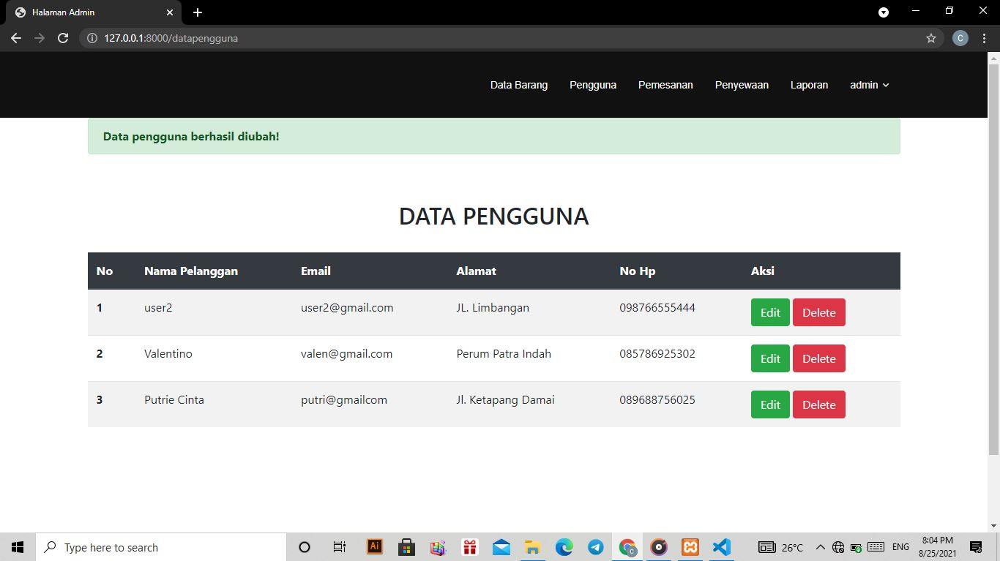 Halaman Admin
127.0.0.1:8000/datapengguna
C
Data Barang Pengguna Pemesanan Penyewaan Laporan admin
Data pengguna berhasil diubah!
DATA PENGGUNA
No Nama Pelanggan Email Alamat No Hp Aksi
1 user2 user2@gmail.com JL. Limbangan 098766555444 Edit Delete
2 Valentino valen@gmail.com Perum Patra Indah 085786925302 Edit Delete
3 Putrie Cinta putri@gmailcom Jl. Ketapang Damai 089688756025 Edit Delete
Type here to search Ai C 26°C ENG 8:04 PM
8/25/2021